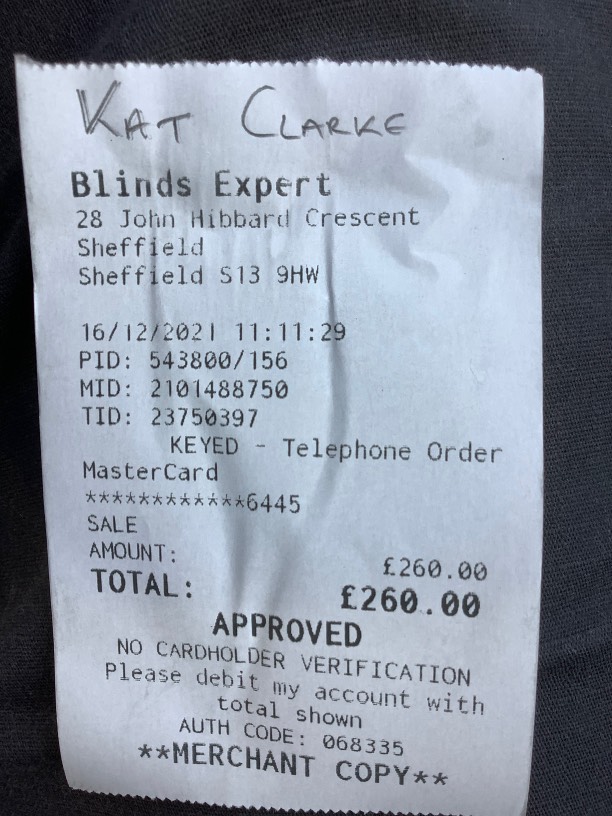 KAT CLARKE
Blinds Expert
28 John Hibbard Crescent
Sheffield
Sheffield S13 9HW
16/12/2021 11:11:29
PID: 543800/156
MID: 2101488750
TID: 23750397
KEYED - Telephone Order
MasterCard
************6445
SALE
AMOUNT: £260.00
TOTAL: £260.00
APPROVED
NO CARDHOLDER VERIFICATION
Please debit my account with
total shown
AUTH CODE: 068335
**MERCHANT COPY**